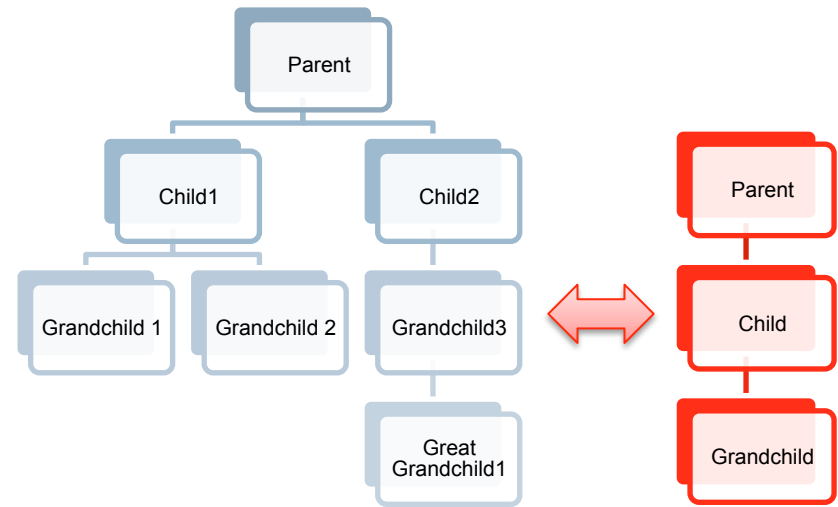 Parent
Child1
Child2
Grandchild 1
Grandchild 2
Grandchild3
Great
Grandchild1
Parent
Child
Grandchild